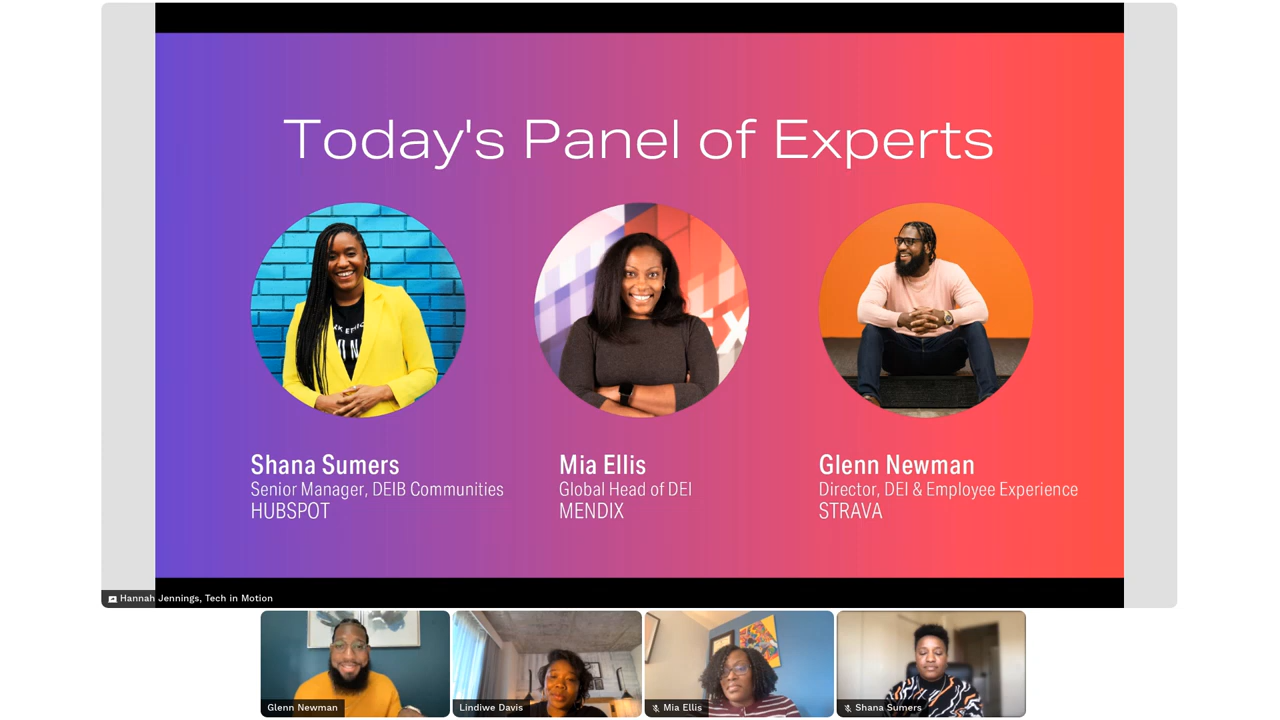 Today's Panel of Experts
Shana Sumers
Senior Manager, DEIB Communities
HUBSPOT
Mia Ellis
Global Head of DEI
MENDIX
Glenn Newman
Director, DEI & Employee Experience
STRAVA
Hannah Jennings, Tech in Motion
Glenn Newman
Lindiwe Davis
Mia Ellis
Shana Sumers